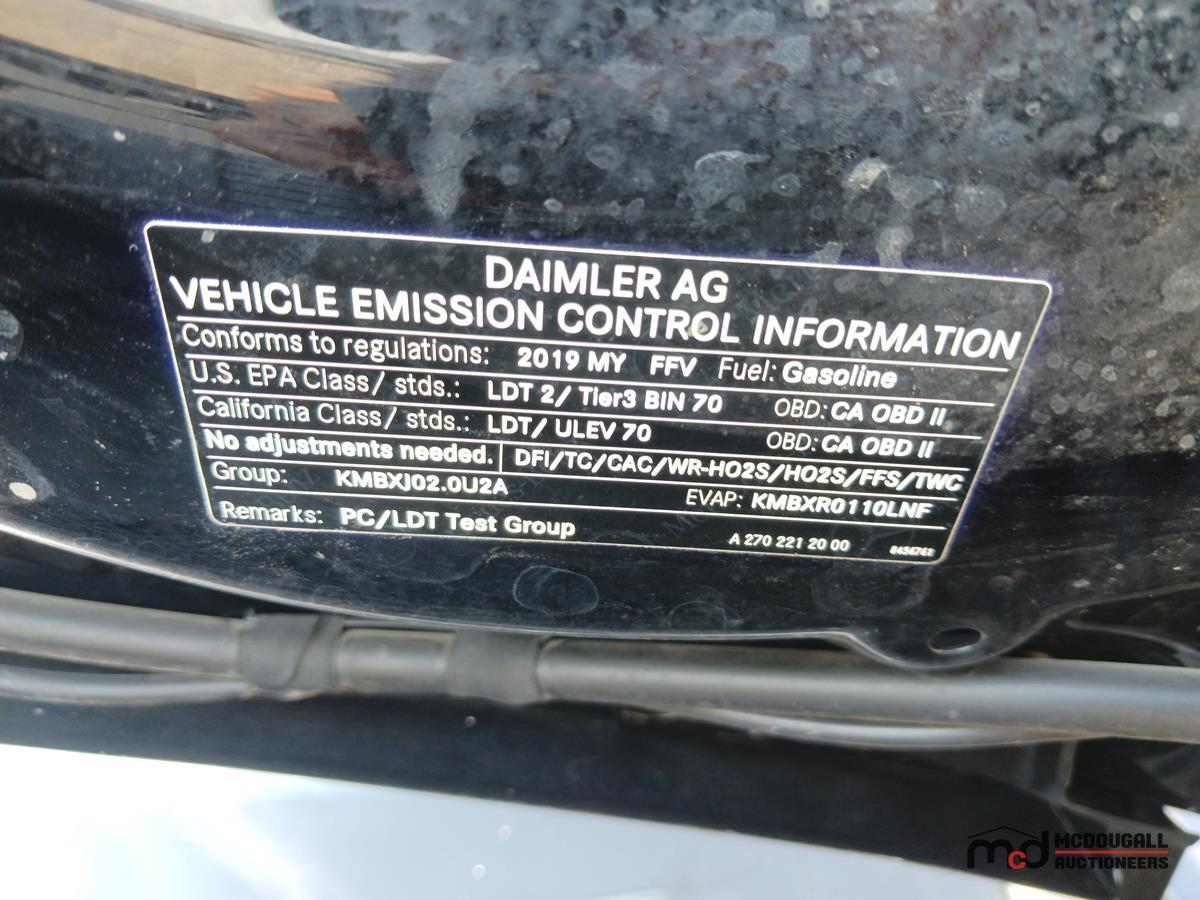 DAIMLER AG
VEHICLE EMISSION CONTROL INFORMATION
Conforms to regulations: 2019 MY FFV Fuel: Gasoline
U.S. EPA Class/ stds.: LDT 2/ Tier3 BIN 70 OBD: CA OBD II
California Class/ stds.: LDT/ ULEV 70 OBD: CA OBD II
No adjustments needed. DFI/TC/CAC/WR-HO2S/HO2S/FFS/TWC
Group: KMBXJ02.0U2A EVAP: KMBXR0110LNF
Remarks: PC/LDT Test Group A 270 221 20 00
mcd MCDOUGALL
AUCTIONEERS